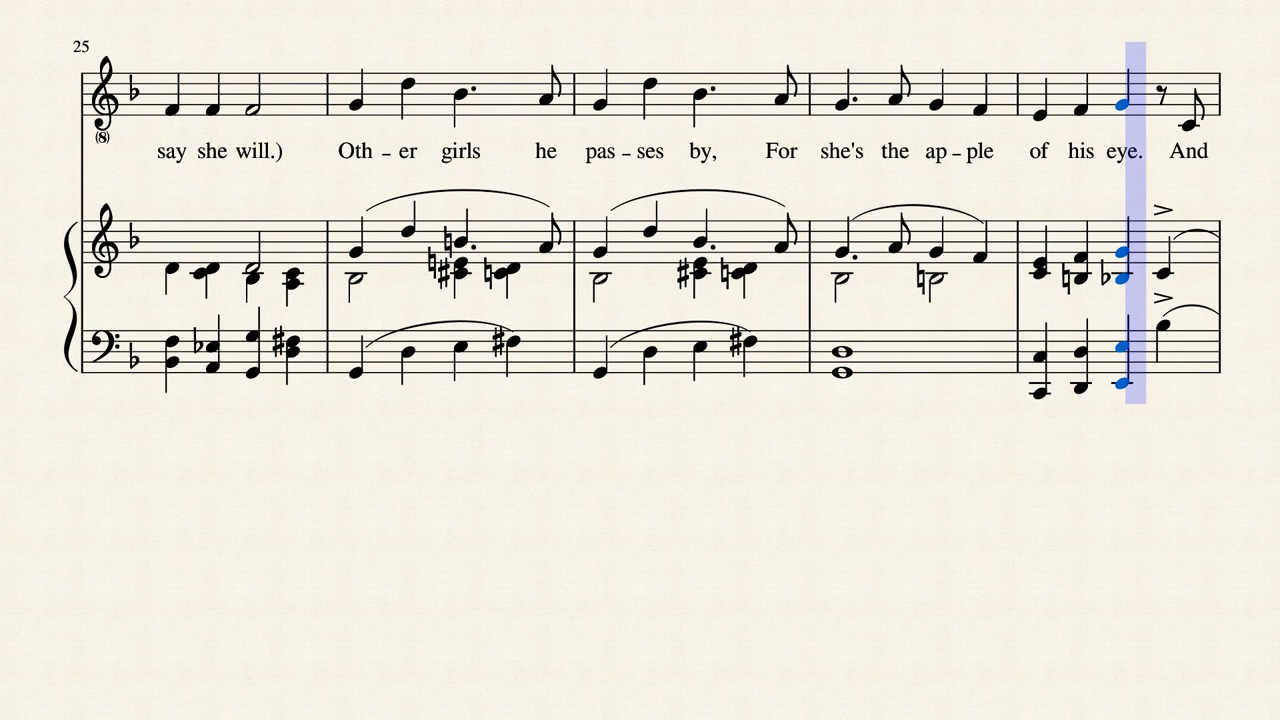 25
(8)
say she will.) Oth - er girls he pas - ses by, For she's the ap - ple of his eye. And